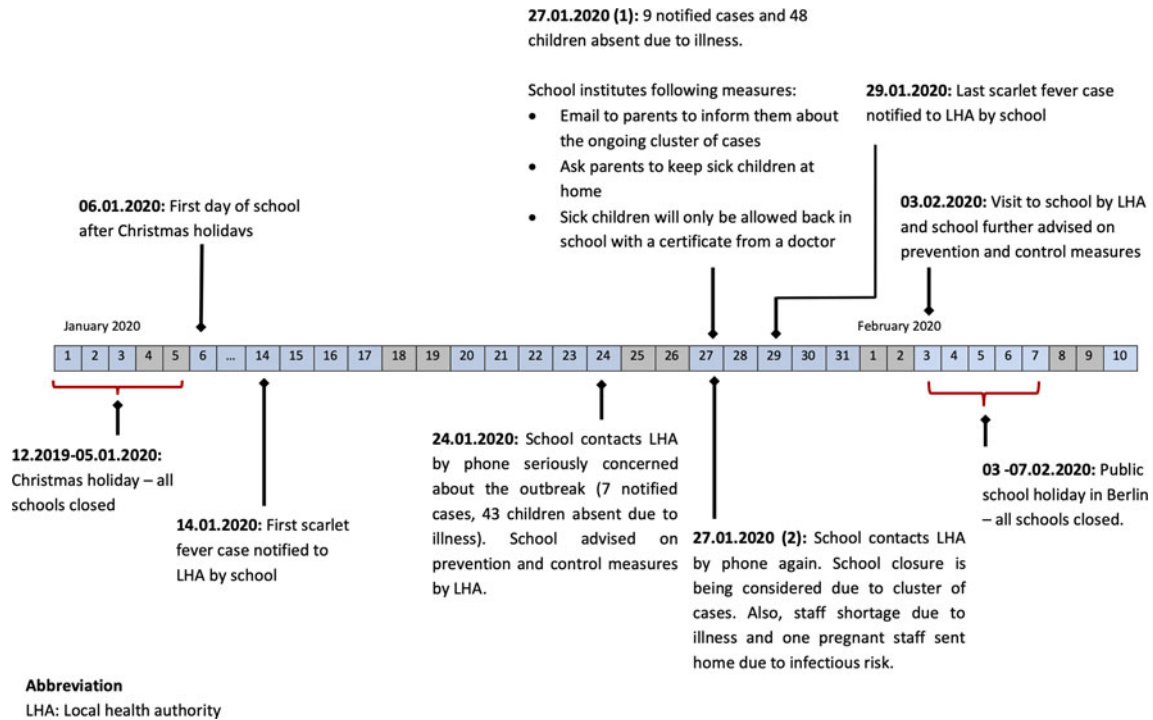 27.01.2020 (1): 9 notified cases and 48
children absent due to illness.
School institutes following measures:
• Email to parents to inform them about
the ongoing cluster of cases
• Ask parents to keep sick children at
home
• Sick children will only be allowed back in
school with a certificate from a doctor
29.01.2020: Last scarlet fever case
notified to LHA by school
06.01.2020: First day of school
after Christmas holidavs
03.02.2020: Visit to school by LHA
and school further advised on
prevention and control measures
January 2020
February 2020
1 2 3 4 5 6 ... 14 15 16 17 18 19 20 21 22 23 24 25 26 27 28 29 30 31 1 2 3 4 5 6 7 8 9 10
12.2019-05.01.2020:
Christmas holiday – all
schools closed
14.01.2020: First scarlet
fever case notified to
LHA by school
24.01.2020: School contacts LHA
by phone seriously concerned
about the outbreak (7 notified
cases, 43 children absent due to
illness). School advised on
prevention and control measures
by LHA.
27.01.2020 (2): School contacts LHA
by phone again. School closure is
being considered due to cluster of
cases. Also, staff shortage due to
illness and one pregnant staff sent
home due to infectious risk.
03 -07.02.2020: Public
school holiday in Berlin
– all schools closed.
Abbreviation
LHA: Local health authority